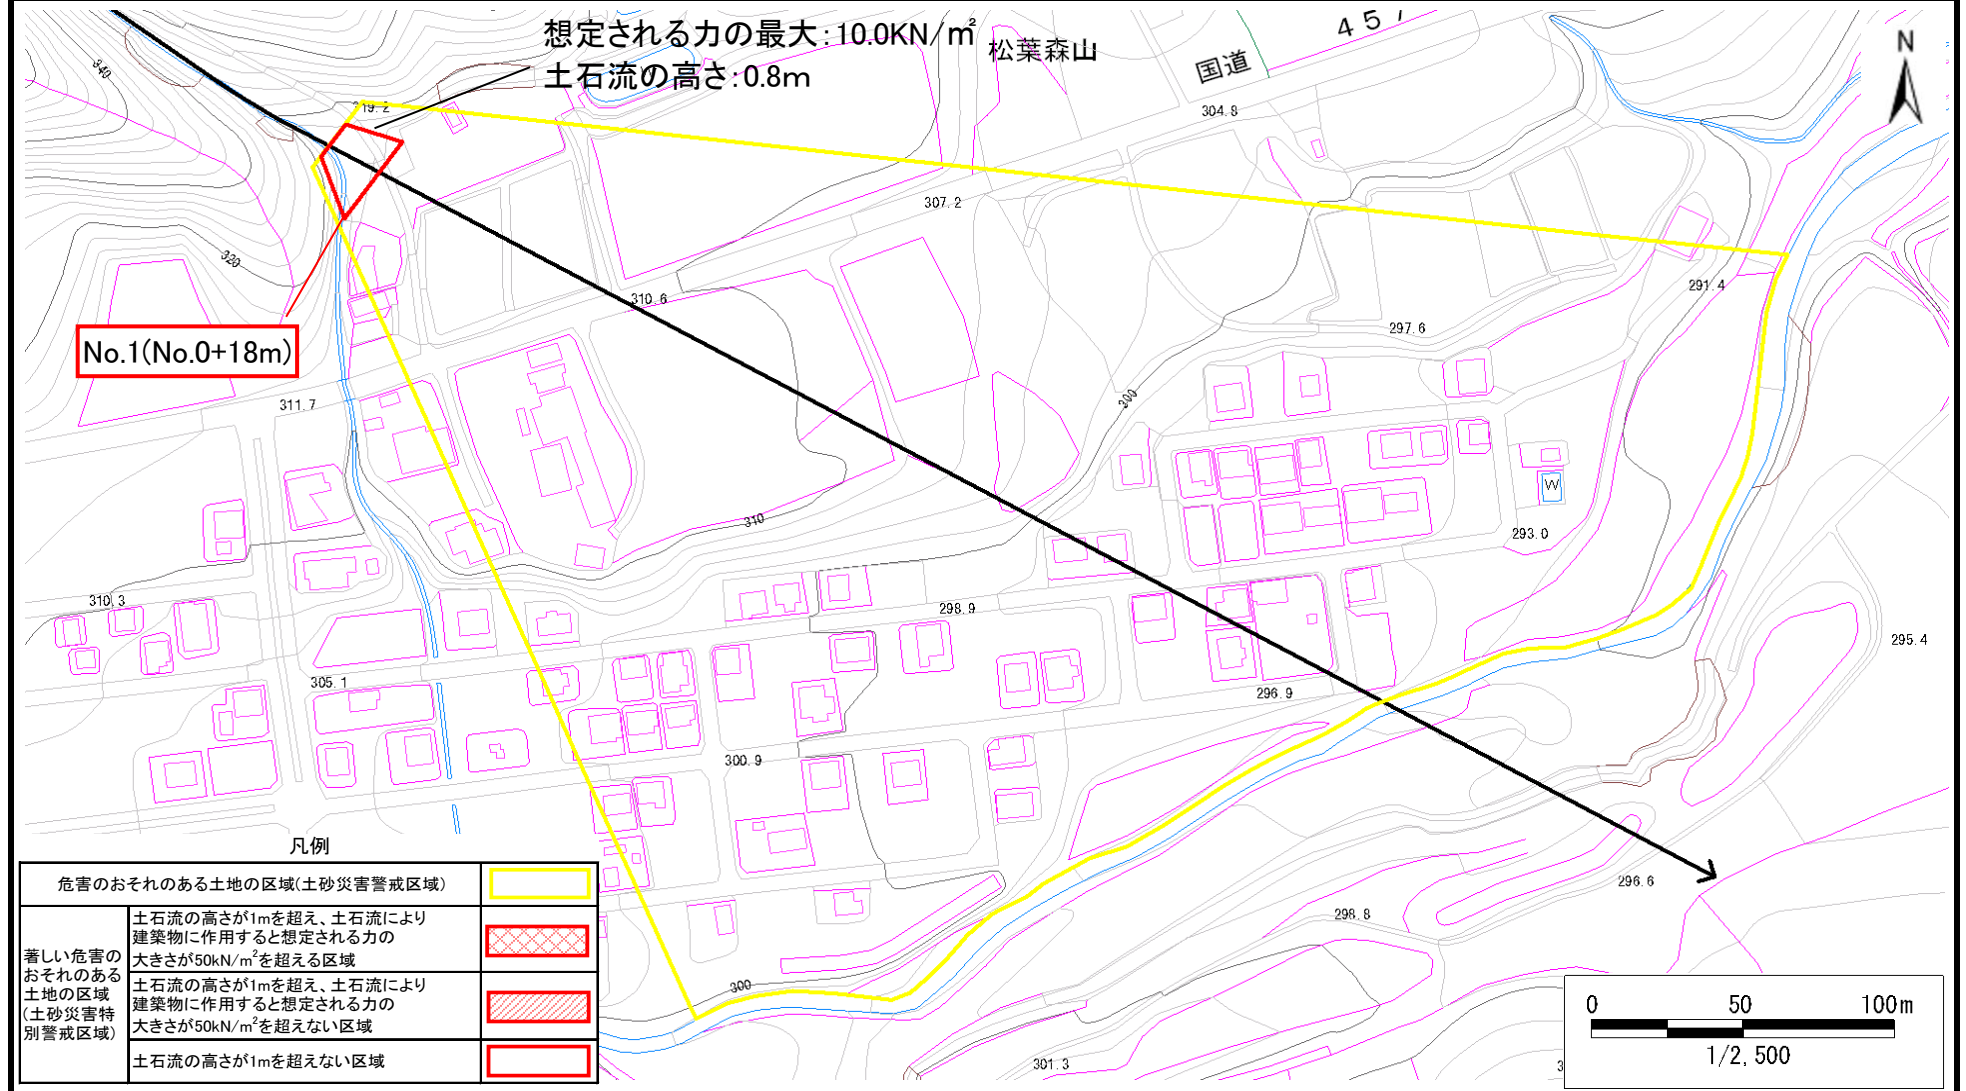 想定される力の最大:10.0KN/㎡
土石流の高さ:0.8m
松葉森山
国道
457
N
340
19.2
304.8
307.2
320
310.6
291.4
297.6
No.1(No.0+18m)
311.7
300
W
310
293.0
310.3
298.9
295.4
305.1
296.9
300.9
296.6
298.8
300
301.3
凡例
危害のおそれのある土地の区域(土砂災害警戒区域)
著しい危害の
おそれのある
土地の区域
(土砂災害特
別警戒区域)
土石流の高さが1mを超え、土石流により
建築物に作用すると想定される力の
大きさが50kN/m²を超える区域
土石流の高さが1mを超え、土石流により
建築物に作用すると想定される力の
大きさが50kN/m²を超えない区域
土石流の高さが1mを超えない区域
0 50 100m
1/2,500